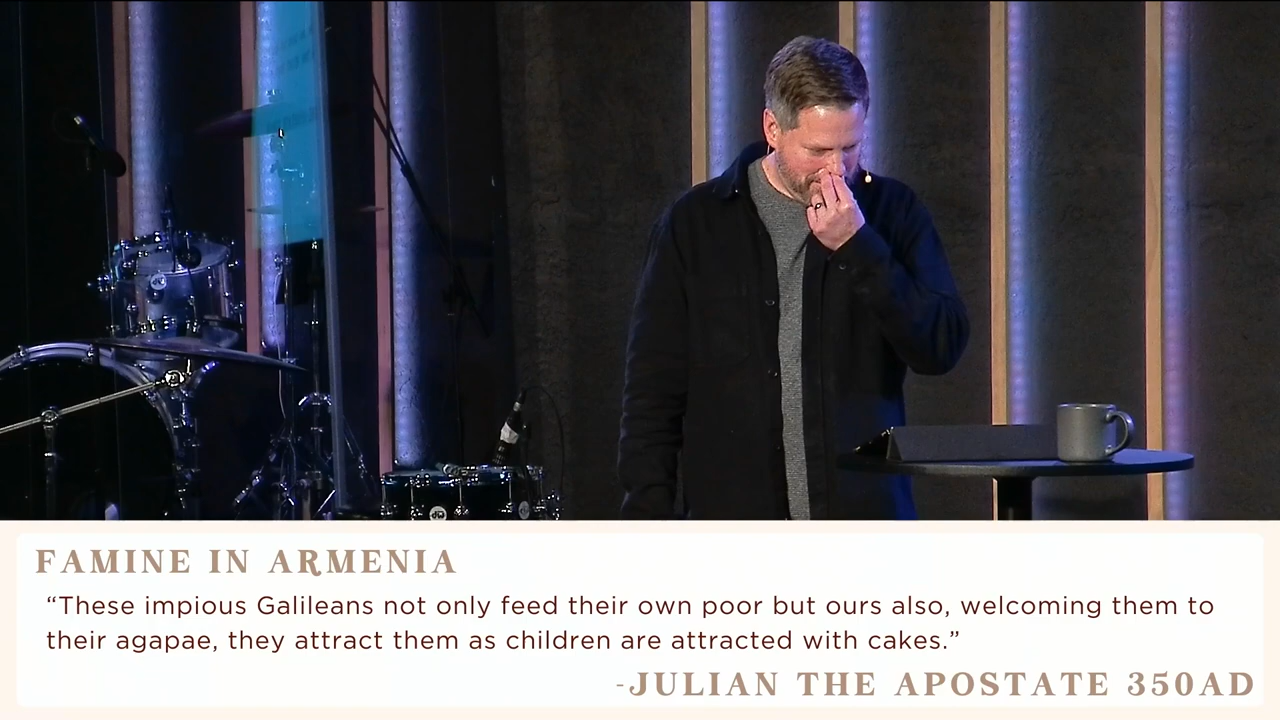 FAMINE IN ARMENIA
“These impious Galileans not only feed their own poor but ours also, welcoming them to
their agapae, they attract them as children are attracted with cakes.”
-JULIAN THE APOSTATE 350AD